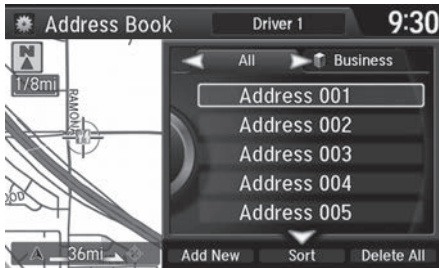 Address Book Driver 1 9:30
N
1/8mi
RAMON
All Business
Address 001
Address 002
Address 003
Address 004
Address 005
36mi
Add New Sort Delete All